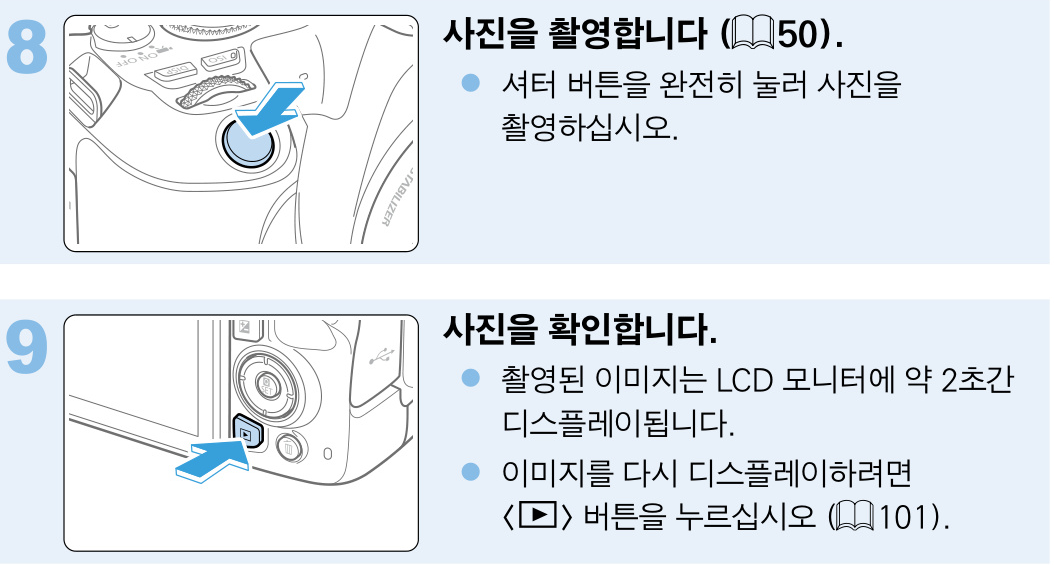 8
사진을 촬영합니다 (50).
셔터 버튼을 완전히 눌러 사진을
촬영하십시오.
ON OFF
DISP
ISO
STABILIZER
9
사진을 확인합니다.
촬영된 이미지는 LCD 모니터에 약 2초간
디스플레이됩니다.
이미지를 다시 디스플레이하려면
〈▶〉 버튼을 누르십시오 (101).
SET